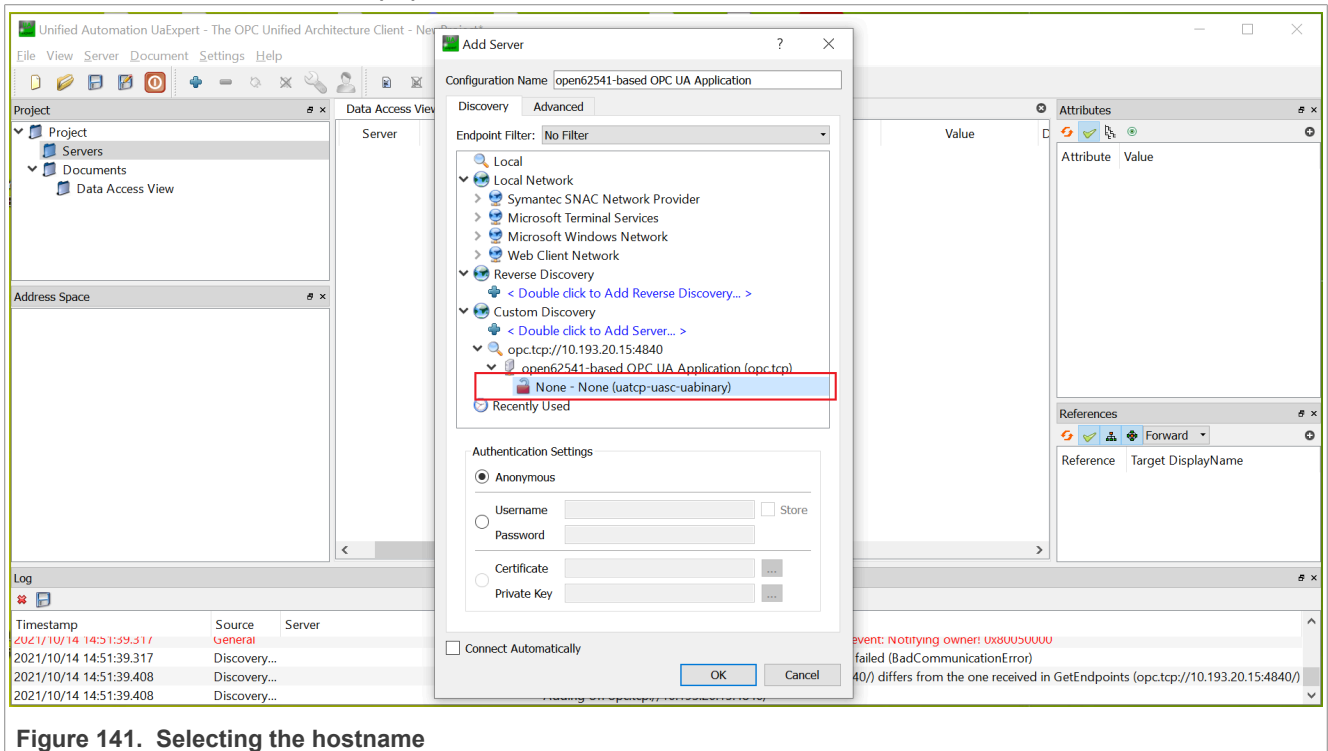 Unified Automation UaExpert - The OPC Unified Architecture Client - New
File View Server Document Settings Help
Project
Project
Servers
Documents
Data Access View
Address Space
Data Access View
Server
Value
Add Server
?
Configuration Name open62541-based OPC UA Application
Discovery Advanced
Endpoint Filter: No Filter
Local
Local Network
Symantec SNAC Network Provider
Microsoft Terminal Services
Microsoft Windows Network
Web Client Network
Reverse Discovery
< Double click to Add Reverse Discovery... >
Custom Discovery
< Double click to Add Server... >
opc.tcp://10.193.20.15:4840
open62541-based OPC UA Application (opc.tcp)
None - None (uatcp-uasc-uabinary)
Recently Used
Authentication Settings
Anonymous
Username Store
Password
Certificate ...
Private Key ...
Connect Automatically
OK Cancel
Attributes
Attribute Value
References
Forward
Reference Target DisplayName
Log
Timestamp Source Server
2021/10/14 14:51:39.317 General event: Notifying owner! 0x80050000
2021/10/14 14:51:39.317 Discovery... failed (BadCommunicationError)
2021/10/14 14:51:39.408 Discovery... 40/) differs from the one received in GetEndpoints (opc.tcp://10.193.20.15:4840/)
2021/10/14 14:51:39.408 Discovery...
Figure 141. Selecting the hostname